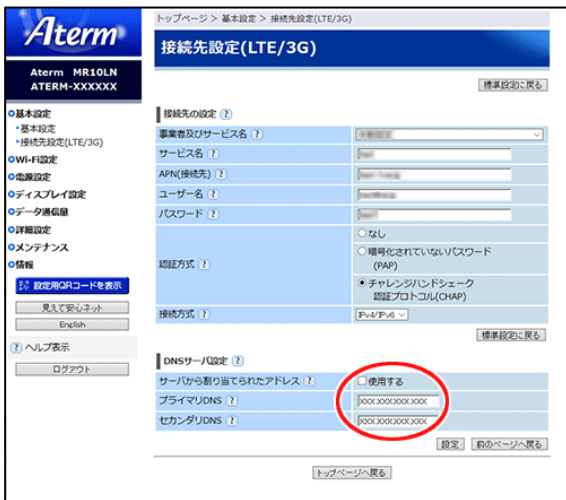 Aterm
Aterm MR10LN
ATERM-XXXXXX
基本設定
・基本設定
・接続先設定(LTE/3G)
Wi-Fi設定
電源設定
ディスプレイ設定
データ通信量
詳細設定
メンテナンス
情報
設定用QRコードを表示
見えて安心ネット
English
? ヘルプ表示
ログアウト
トップページ > 基本設定 > 接続先設定(LTE/3G)
接続先設定(LTE/3G)
標準設定に戻る
接続先の設定 ?
事業者及びサービス名 ?
サービス名 ?
APN(接続先) ?
ユーザー名 ?
パスワード ?
認証方式 ?
なし
暗号化されていないパスワード
(PAP)
チャレンジハンドシェーク
認証プロトコル(CHAP)
接続方式 ? IPv4/IPv6
標準設定に戻る
DNSサーバ設定 ?
サーバから割り当てられたアドレス ? 使用する
プライマリDNS ? XXX.XXX.XXX.XXX
セカンダリDNS ? XXX.XXX.XXX.XXX
設定 前のページへ戻る
トップページへ戻る